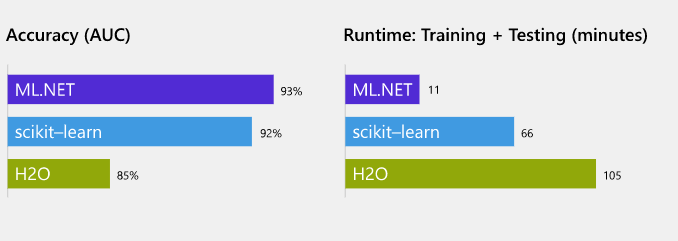 Accuracy (AUC)
ML.NET 93%
scikit–learn 92%
H2O 85%
Runtime: Training + Testing (minutes)
ML.NET 11
scikit–learn 66
H2O 105